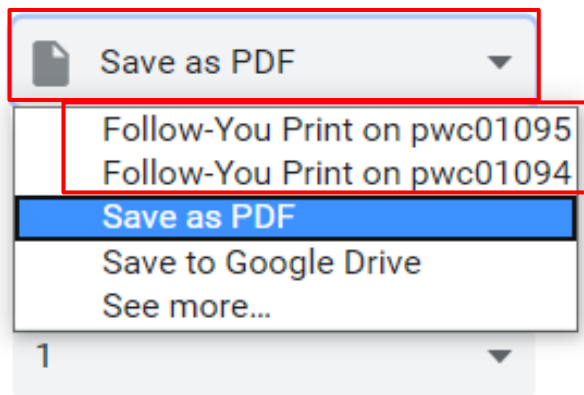 Save as PDF
Follow-You Print on pwc01095
Follow-You Print on pwc01094
Save as PDF
Save to Google Drive
See more...
1